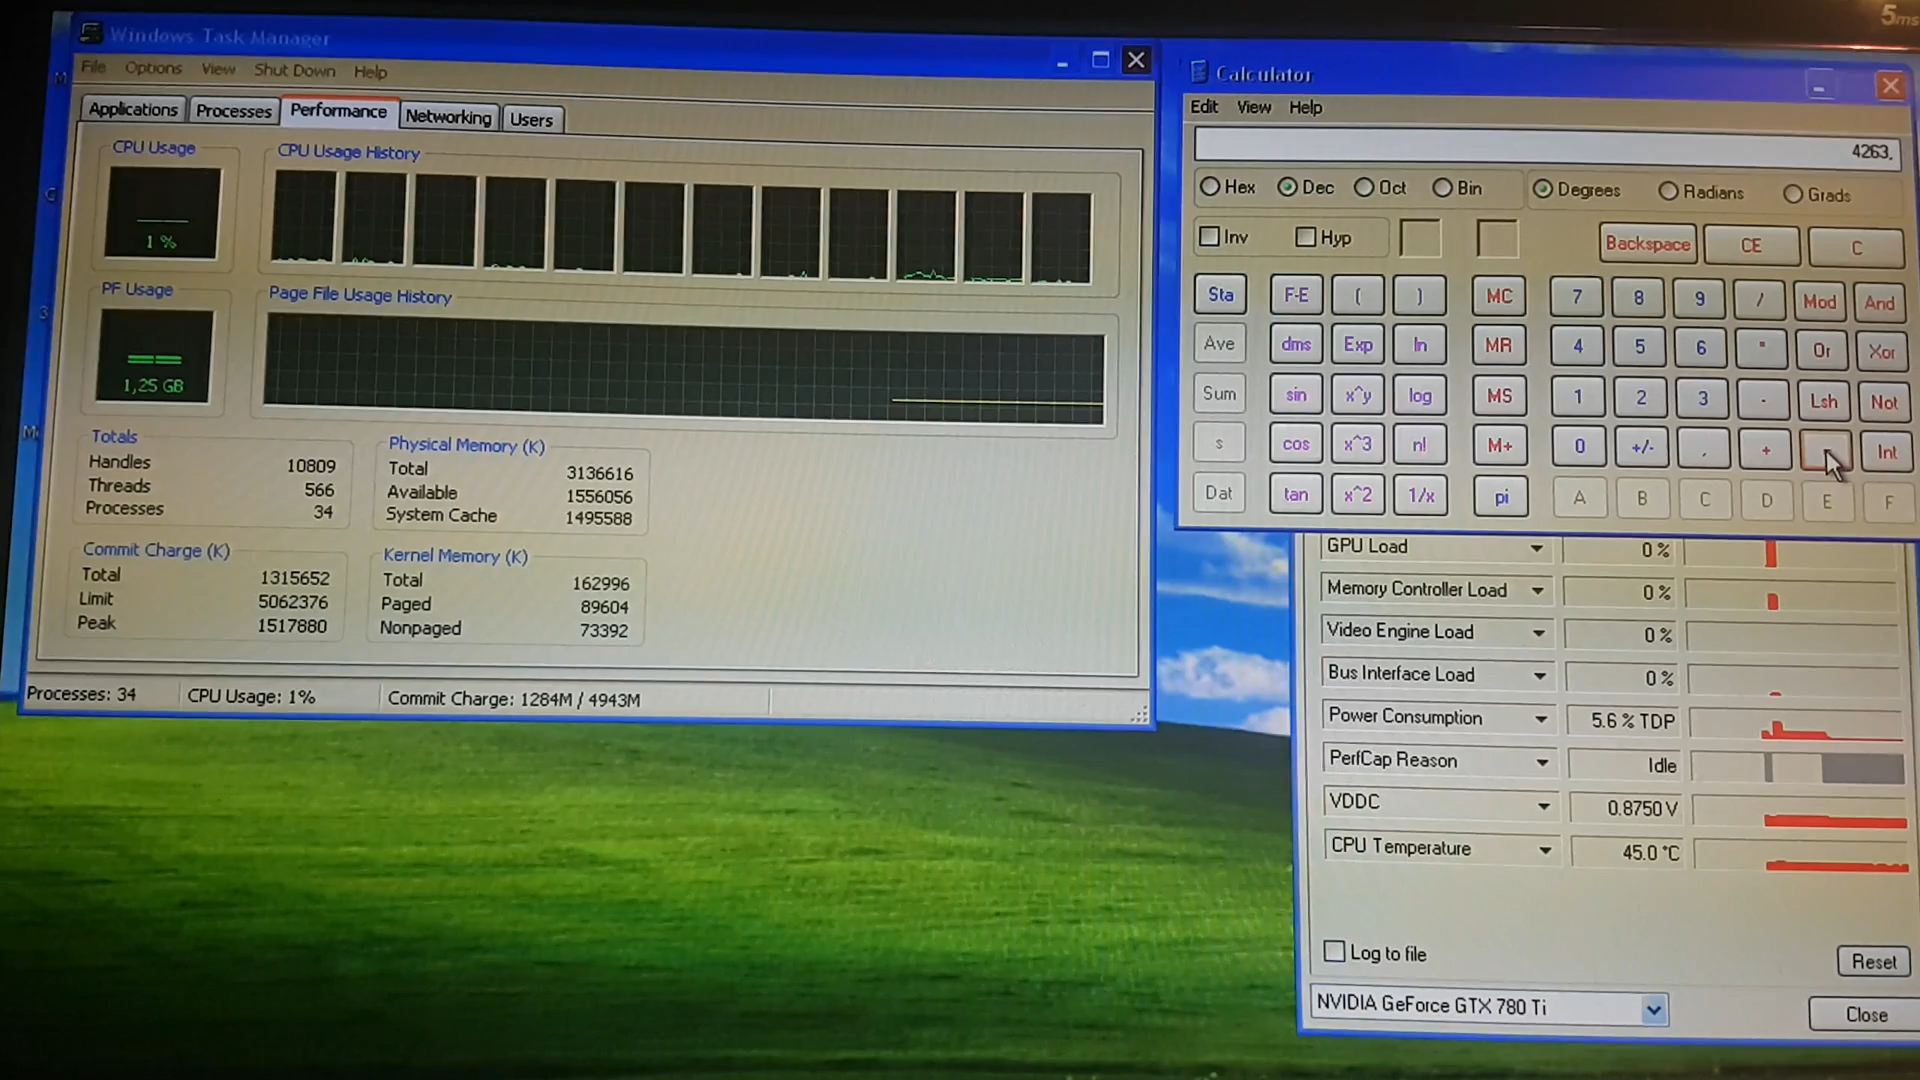 5ms
Windows Task Manager
File Options View Shut Down Help
Applications Processes Performance Networking Users
CPU Usage
1 %
CPU Usage History
PF Usage
1,25 GB
Page File Usage History
Totals
Handles 10809
Threads 566
Processes 34
Physical Memory (K)
Total 3136616
Available 1556056
System Cache 1495588
Commit Charge (K)
Total 1315652
Limit 5062376
Peak 1517880
Kernel Memory (K)
Total 162996
Paged 89604
Nonpaged 73392
Processes: 34 CPU Usage: 1% Commit Charge: 1284M / 4943M
Calculator
Edit View Help
4263,
Hex Dec Oct Bin Degrees Radians Grads
Inv Hyp Backspace CE C
Sta F-E ( ) MC 7 8 9 / Mod And
Ave dms Exp ln MR 4 5 6 * Or Xor
Sum sin x^y log MS 1 2 3 - Lsh Not
s cos x^3 n! M+ 0 +/- , + Int
Dat tan x^2 1/x pi A B C D E F
GPU Load 0 %
Memory Controller Load 0 %
Video Engine Load 0 %
Bus Interface Load 0 %
Power Consumption 5.6 % TDP
PerfCap Reason Idle
VDDC 0.8750 V
CPU Temperature 45.0 °C
Log to file
Reset
NVIDIA GeForce GTX 780 Ti
Close